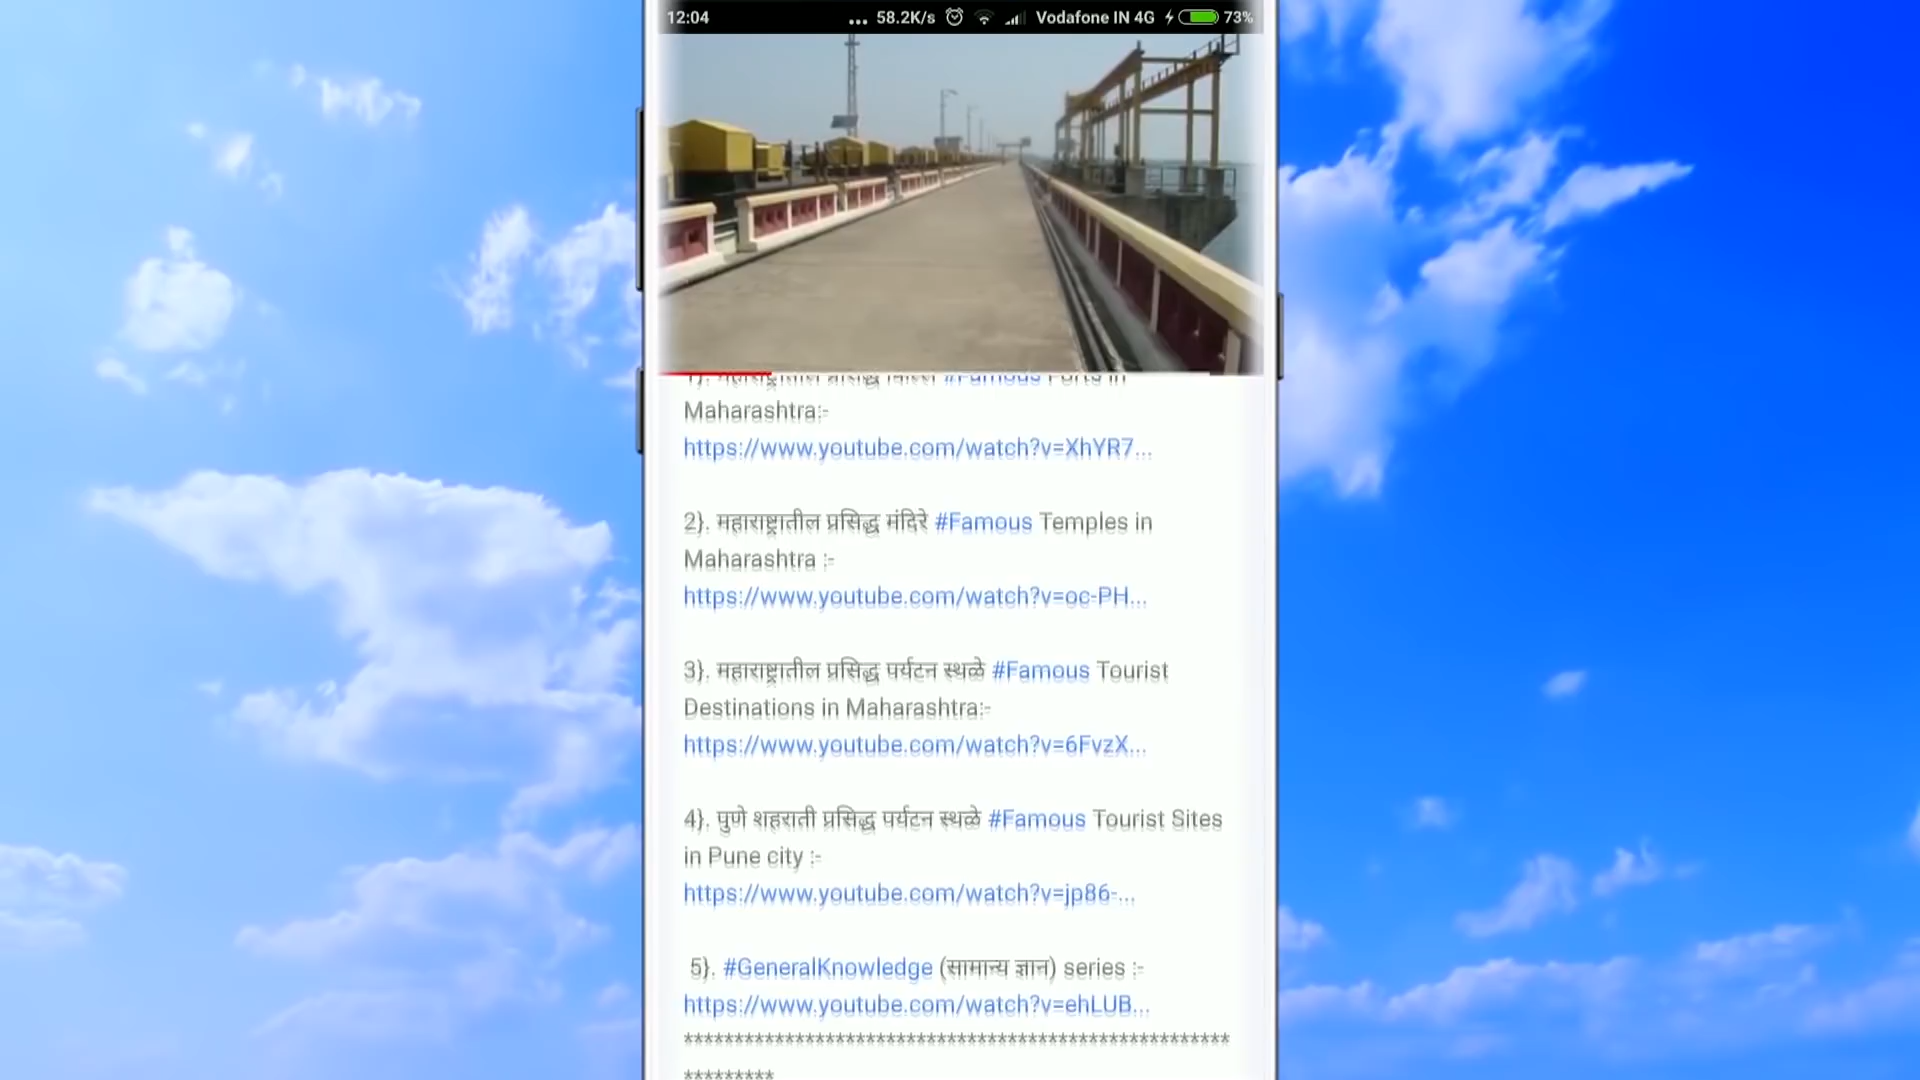 12:04 ... 58.2K/s Vodafone IN 4G 73%
#Famous Forts in
Maharashtra:-
https://www.youtube.com/watch?v=XhYR7...
2}. महाराष्ट्रातील प्रसिद्ध मंदिरे #Famous Temples in
Maharashtra :-
https://www.youtube.com/watch?v=oc-PH...
3}. महाराष्ट्रातील प्रसिद्ध पर्यटन स्थळे #Famous Tourist
Destinations in Maharashtra:-
https://www.youtube.com/watch?v=6FvzX...
4}. पुणे शहराती प्रसिद्ध पर्यटन स्थळे #Famous Tourist Sites
in Pune city :-
https://www.youtube.com/watch?v=jp86-...
5}. #GeneralKnowledge (सामान्य ज्ञान) series :-
https://www.youtube.com/watch?v=ehLUB...
******************************************************
*********